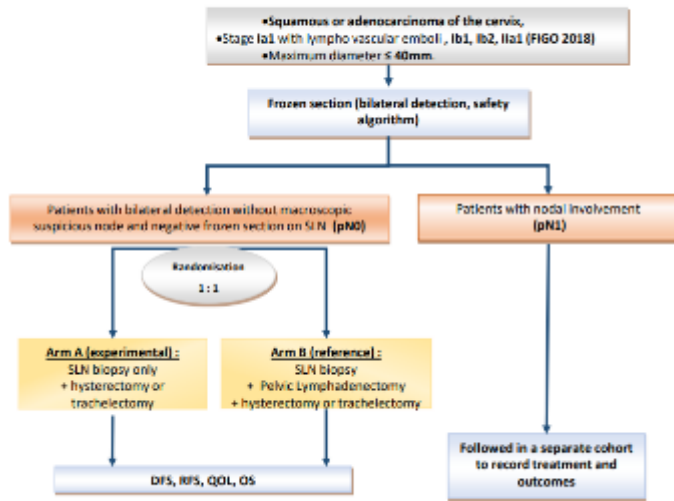 •Squamous or adenocarcinoma of the cervix,
•Stage Ia1 with lympho vascular emboli , Ib1, Ib2, IIa1 (FIGO 2018)
•Maximum diameter ≤ 40mm.
Frozen section (bilateral detection, safety
algorithm)
Patients with bilateral detection without macroscopic
suspicious node and negative frozen section on SLN (pN0)
Patients with nodal involvement
(pN1)
Randomisation
1 : 1
Arm A (experimental) :
SLN biopsy only
+ hysterectomy or
trachelectomy
Arm B (reference) :
SLN biopsy
+ Pelvic Lymphadenectomy
+ hysterectomy or trachelectomy
DFS, RFS, QOL, OS
Followed in a separate cohort
to record treatment and
outcomes